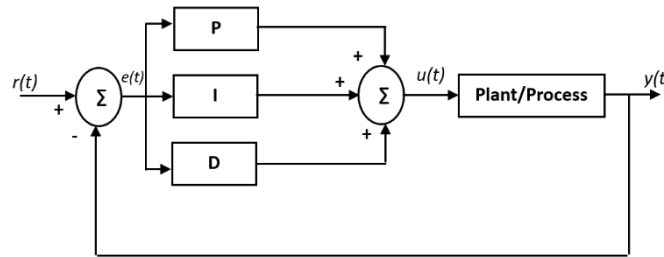 P
r(t)
e(t)
I
u(t)
y(t
Σ
Σ
Plant/Process
+
+
+
-
+
D